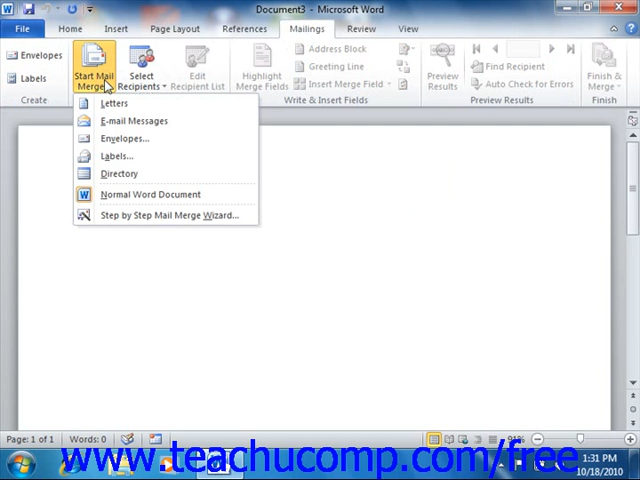 Document3 - Microsoft Word
File Home Insert Page Layout References Mailings Review View
Envelopes
Labels
Create
Start Mail Merge
Select Recipients
Edit Recipient List
Highlight Merge Fields
Address Block
Greeting Line
Insert Merge Field
Write & Insert Fields
Preview Results
Find Recipient
Auto Check for Errors
Preview Results
Finish & Merge
Finish
Letters
E-mail Messages
Envelopes...
Labels...
Directory
Normal Word Document
Step by Step Mail Merge Wizard...
Page: 1 of 1 Words: 0 91%
www.teachucomp.com/free
1:31 PM
10/18/2010